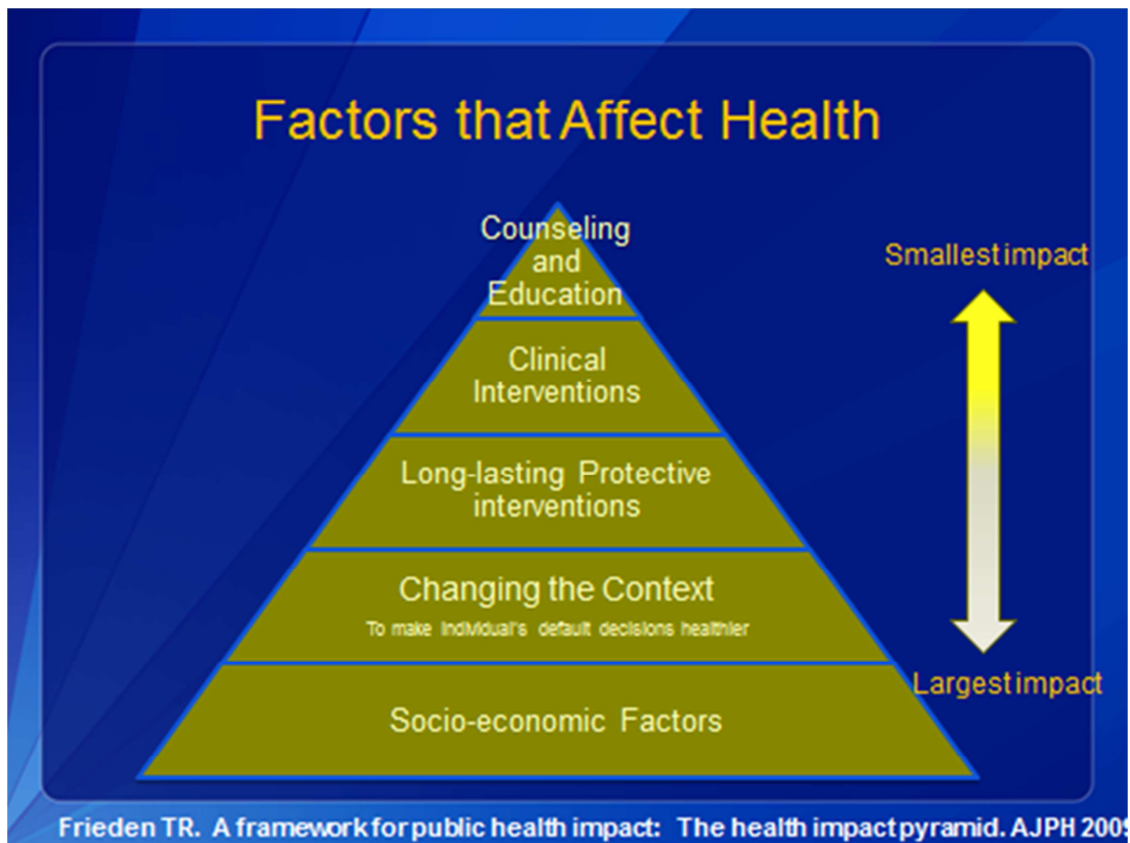 Factors that Affect Health
Counseling
and
Education
Smallest impact
Clinical
Interventions
Long-lasting Protective
interventions
Changing the Context
To make individual's default decisions healthier
Largest impact
Socio-economic Factors
Frieden TR. A framework for public health impact: The health impact pyramid. AJPH 2009